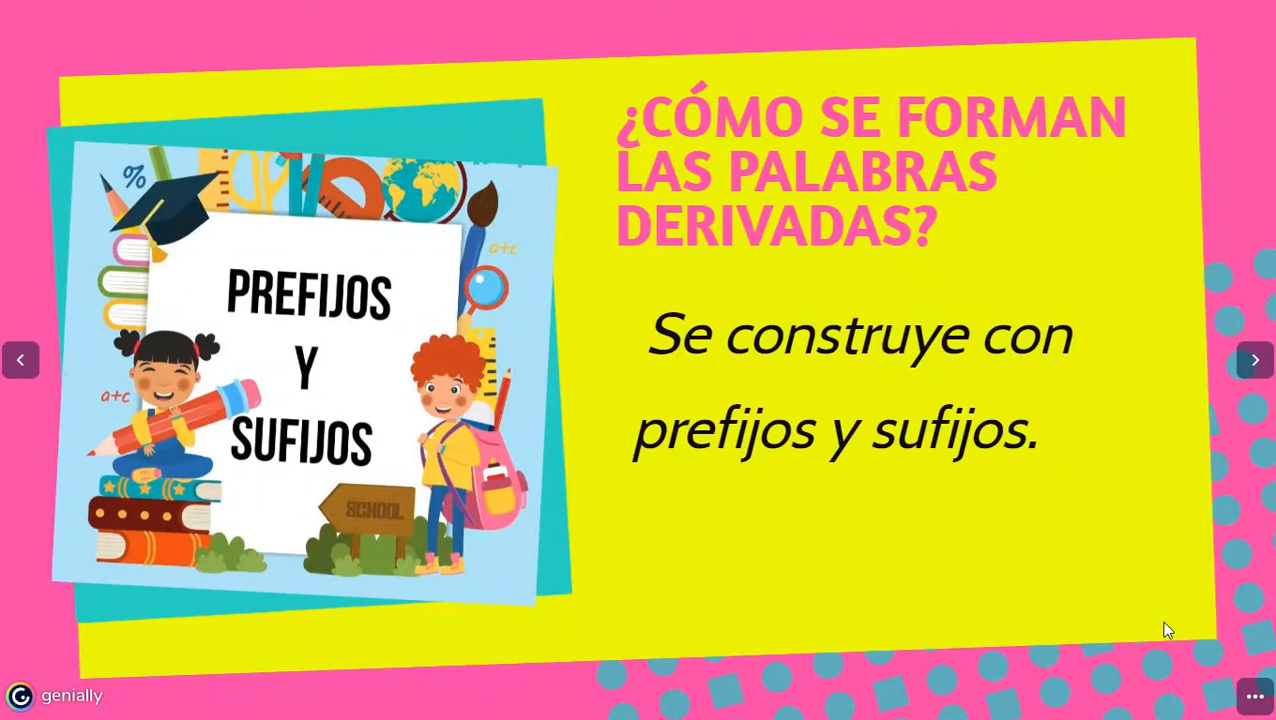 ¿CÓMO SE FORMAN
LAS PALABRAS
DERIVADAS?
Se construye con
prefijos y sufijos.
%
a+c
PREFIJOS
Y
SUFIJOS
a+c
SCHOOL
genially